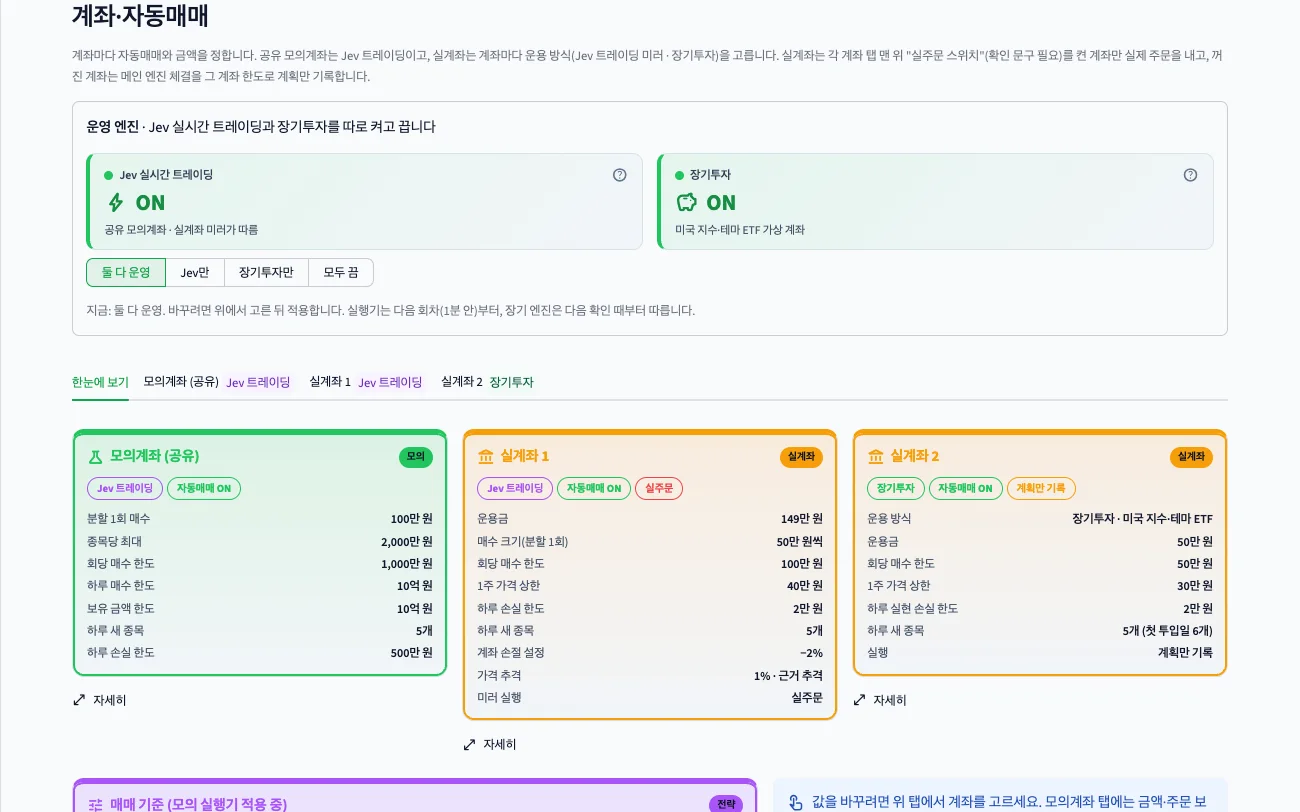 계좌·자동매매
계좌마다 자동매매와 금액을 정합니다. 공유 모의계좌는 Jev 트레이딩이고, 실계좌는 계좌마다 운용 방식(Jev 트레이딩 미러 · 장기투자)을 고릅니다. 실계좌는 각 계좌 탭 맨 위 "실주문 스위치"(확인 문구 필요)를 켠 계좌만 실제 주문을 내고, 꺼
진 계좌는 메인 엔진 체결을 그 계좌 한도로 계획만 기록합니다.
운영 엔진 · Jev 실시간 트레이딩과 장기투자를 따로 켜고 끕니다
Jev 실시간 트레이딩
ON
공유 모의계좌 · 실계좌 미러가 따름
장기투자
ON
미국 지수·테마 ETF 가상 계좌
둘 다 운영 Jev만 장기투자만 모두 끔
지금: 둘 다 운영. 바꾸려면 위에서 고른 뒤 적용합니다. 실행기는 다음 회차(1분 안)부터, 장기 엔진은 다음 확인 때부터 따릅니다.
한눈에 보기 모의계좌 (공유) Jev 트레이딩 실계좌 1 Jev 트레이딩 실계좌 2 장기투자
모의계좌 (공유) 모의
Jev 트레이딩 자동매매 ON
분할 1회 매수 100만 원
종목당 최대 2,000만 원
회당 매수 한도 1,000만 원
하루 매수 한도 10억 원
보유 금액 한도 10억 원
하루 새 종목 5개
하루 손실 한도 500만 원
자세히
실계좌 1 실계좌
Jev 트레이딩 자동매매 ON 실주문
운용금 149만 원
매수 크기(분할 1회) 50만 원씩
회당 매수 한도 100만 원
1주 가격 상한 40만 원
하루 손실 한도 2만 원
하루 새 종목 5개
계좌 손절 설정 −2%
가격 추격 1% · 근거 추격
미러 실행 실주문
자세히
실계좌 2 실계좌
장기투자 자동매매 ON 계획만 기록
운용 방식 장기투자 · 미국 지수·테마 ETF
운용금 50만 원
회당 매수 한도 50만 원
1주 가격 상한 30만 원
하루 실현 손실 한도 2만 원
하루 새 종목 5개 (첫 투입일 6개)
실행 계획만 기록
자세히
매매 기준 (모의 실행기 적용 중) 전략
값을 바꾸려면 위 탭에서 계좌를 고르세요. 모의계좌 탭에는 금액·주문 보